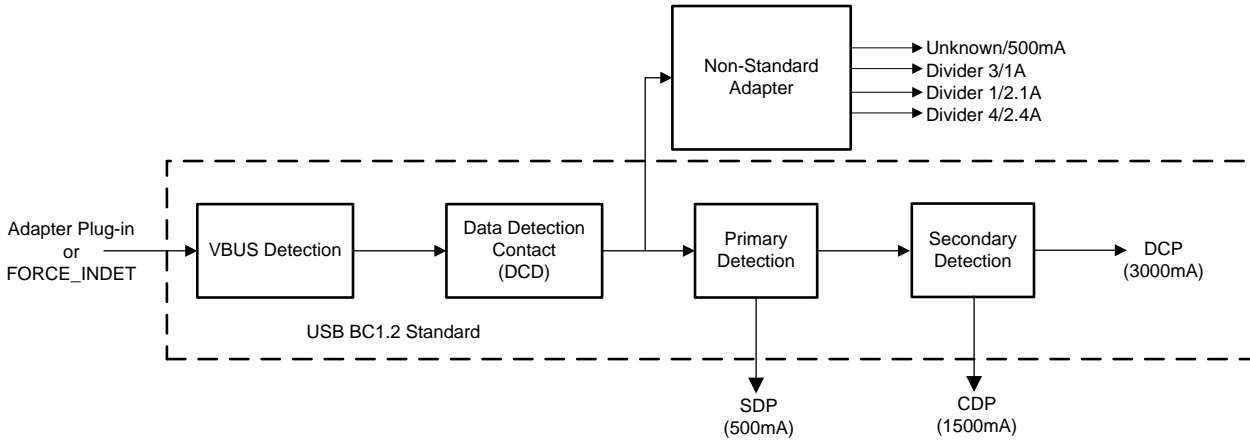 Non-Standard
Adapter
Unknown/500mA
Divider 3/1A
Divider 1/2.1A
Divider 4/2.4A
Adapter Plug-in
or
FORCE_INDET
VBUS Detection
Data Detection
Contact
(DCD)
Primary
Detection
Secondary
Detection
DCP
(3000mA)
USB BC1.2 Standard
SDP
(500mA)
CDP
(1500mA)